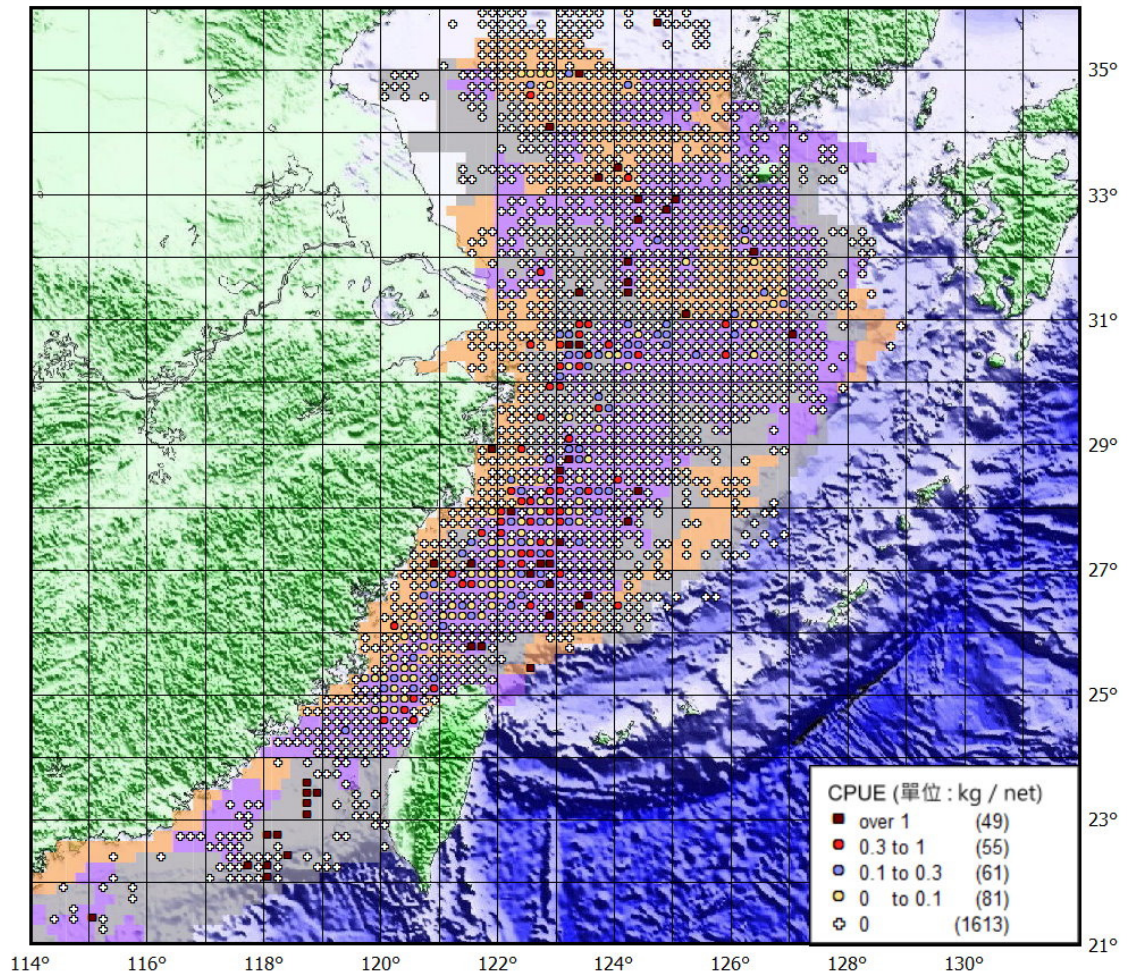 35°
33°
31°
29°
27°
25°
23°
21°
CPUE (單位 : kg / net)
over 1 (49)
0.3 to 1 (55)
0.1 to 0.3 (61)
0 to 0.1 (81)
0 (1613)
114° 116° 118° 120° 122° 124° 126° 128° 130°